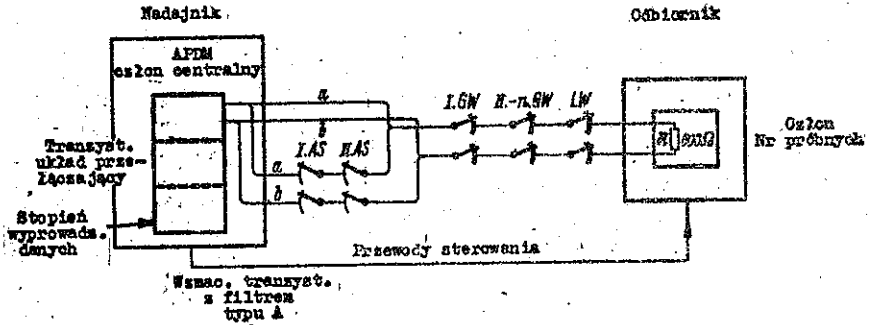 Nadajnik
Odbiornik
APDM
człon centralny
Tranzyst.
układ prze-
łączający
Stopień
wyprowadz.
danych
a
b
I.AS
II.AS
a
b
I.GW
II.-n.GW
LW
R
600Ω
Człon
Nr próbnych
Przewody sterowania
Wzmac. tranzyst.
z filtrem
typu A